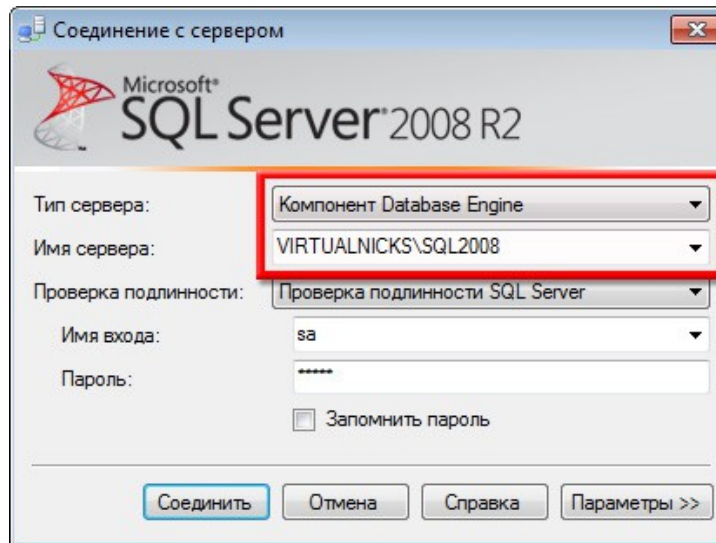 Соединение с сервером
Microsoft®
SQL Server® 2008 R2
Тип сервера: Компонент Database Engine
Имя сервера: VIRTUALNICKS\SQL2008
Проверка подлинности: Проверка подлинности SQL Server
Имя входа: sa
Пароль: *****
Запомнить пароль
Соединить Отмена Справка Параметры >>